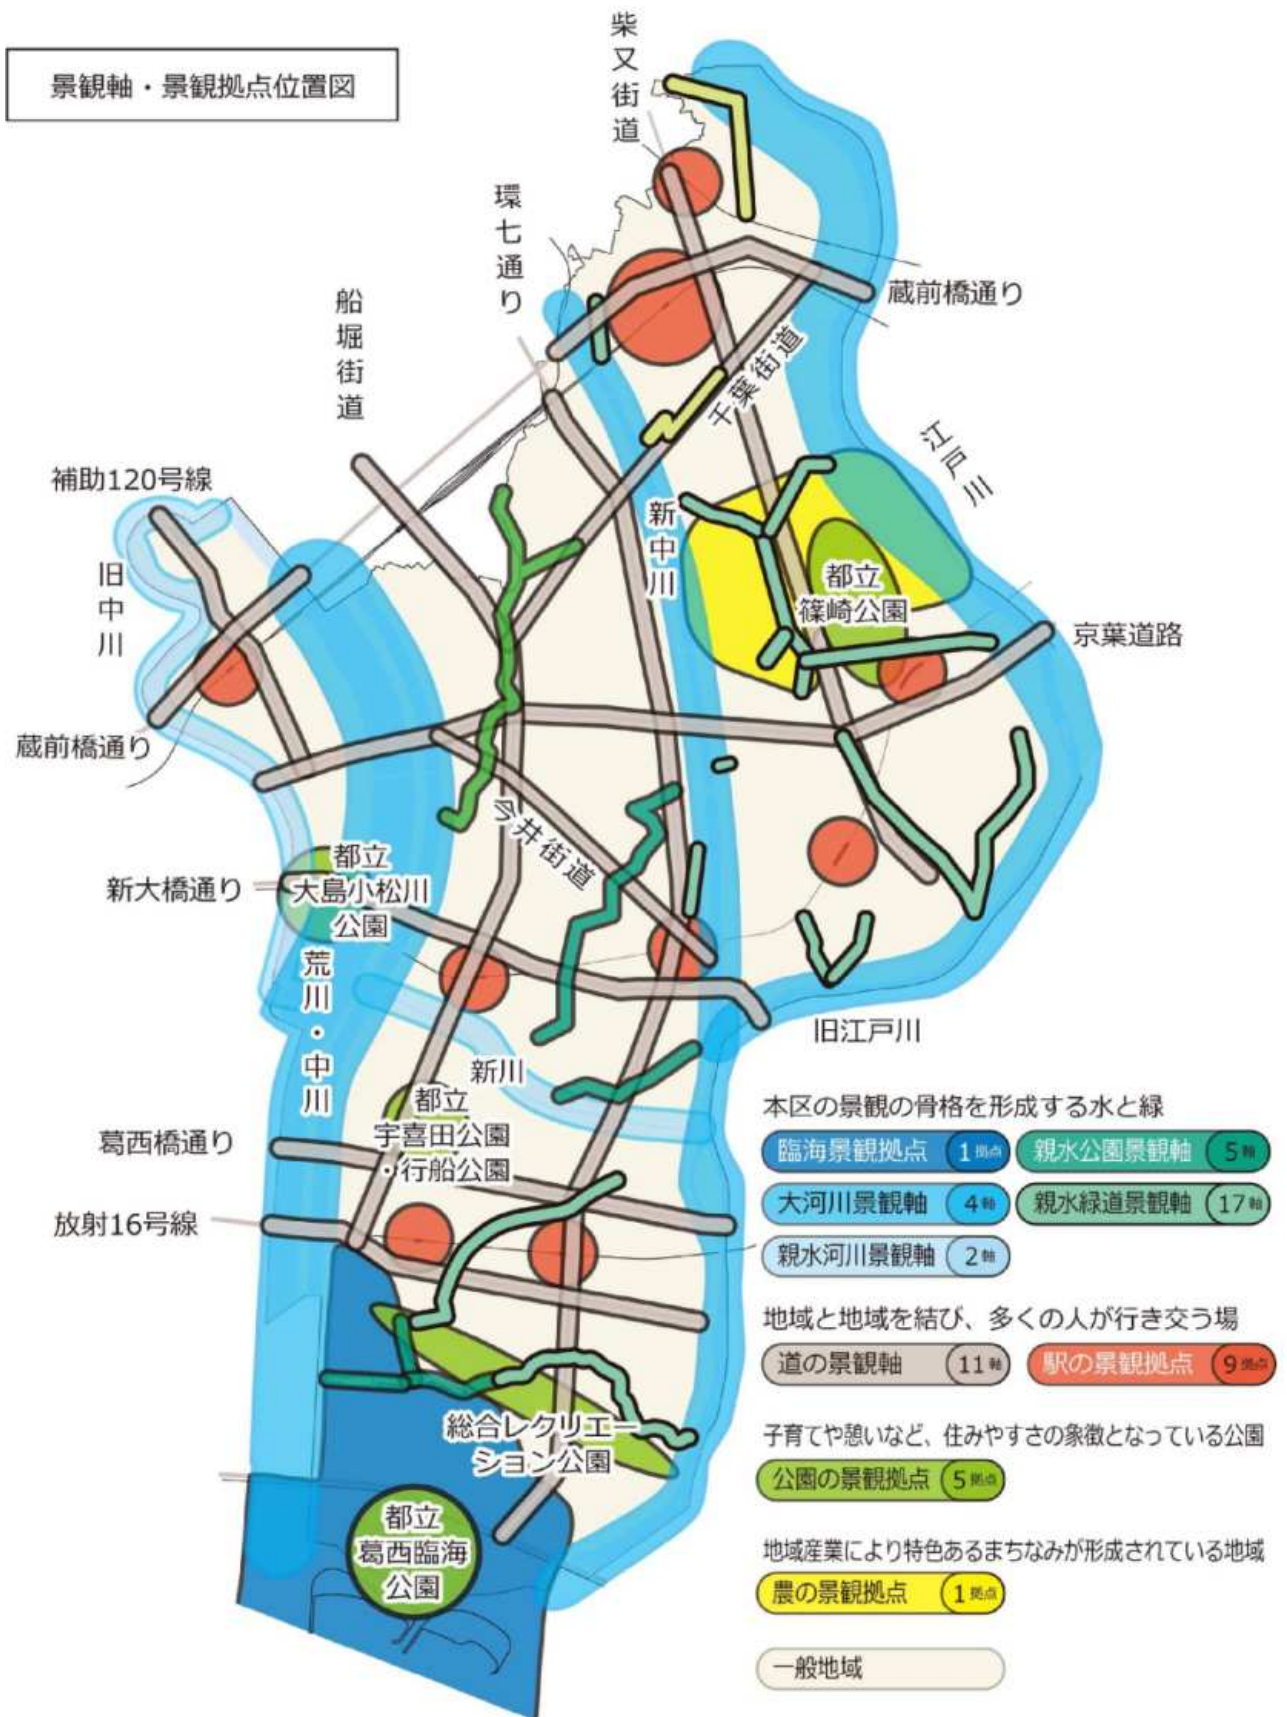 景観軸・景観拠点位置図
柴又街道
環七通り
船堀街道
蔵前橋通り
千葉街道
江戸川
補助120号線
新中川
旧中川
都立
篠崎公園
京葉道路
蔵前橋通り
今井街道
都立
大島小松川
公園
新大橋通り
荒川・中川
旧江戸川
新川
都立
宇喜田公園
・行船公園
葛西橋通り
放射16号線
総合レクリエー
ション公園
都立
葛西臨海
公園
本区の景観の骨格を形成する水と緑
臨海景観拠点 1拠点 親水公園景観軸 5軸
大河川景観軸 4軸 親水緑道景観軸 17軸
親水河川景観軸 2軸
地域と地域を結び、多くの人が行き交う場
道の景観軸 11軸 駅の景観拠点 9拠点
子育てや憩いなど、住みやすさの象徴となっている公園
公園の景観拠点 5拠点
地域産業により特色あるまちなみが形成されている地域
農の景観拠点 1拠点
一般地域